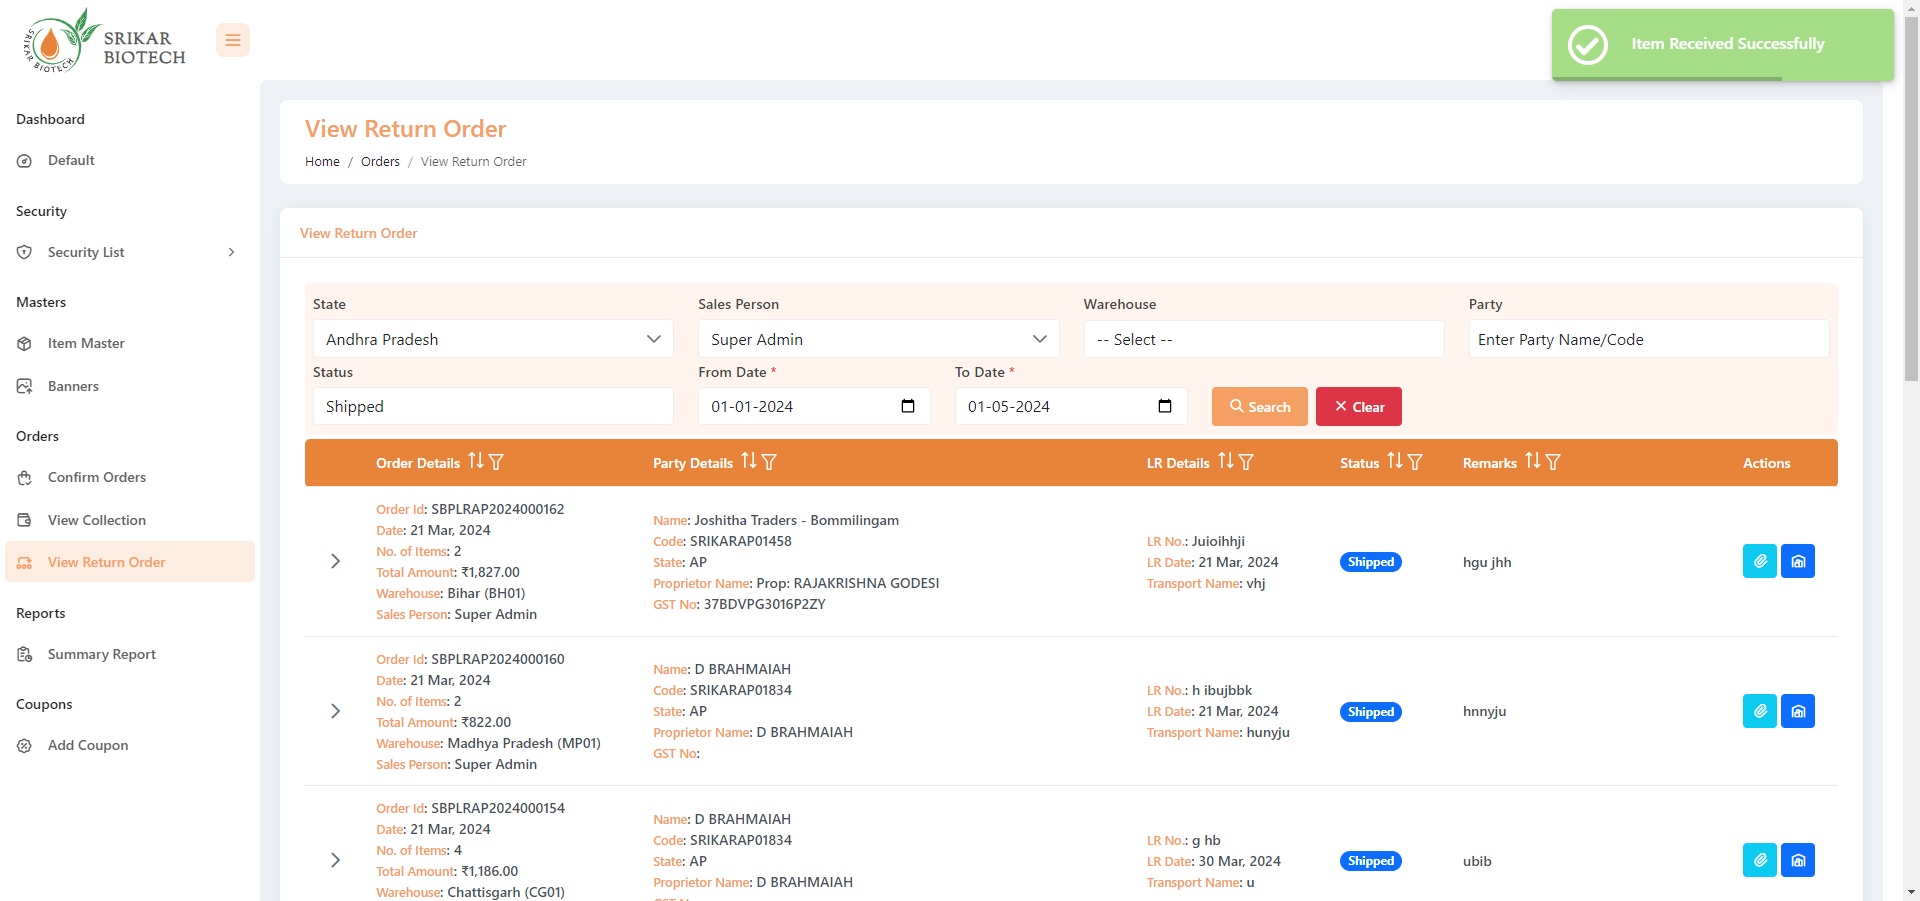 SRIKAR BIOTECH
SRIKAR
BIOTECH
Item Received Successfully
Dashboard
Default
Security
Security List
Masters
Item Master
Banners
Orders
Confirm Orders
View Collection
View Return Order
Reports
Summary Report
Coupons
Add Coupon
View Return Order
Home / Orders / View Return Order
View Return Order
State
Sales Person
Warehouse
Party
Andhra Pradesh
Super Admin
-- Select --
Enter Party Name/Code
Status
From Date *
To Date *
Shipped
01-01-2024
01-05-2024
Search
Clear
Order Details
Party Details
LR Details
Status
Remarks
Actions
Order Id: SBPLRAP2024000162
Date: 21 Mar, 2024
No. of Items: 2
Total Amount: ₹1,827.00
Warehouse: Bihar (BH01)
Sales Person: Super Admin
Name: Joshitha Traders - Bommilingam
Code: SRIKARAP01458
State: AP
Proprietor Name: Prop: RAJAKRISHNA GODESI
GST No: 37BDVPG3016P2ZY
LR No.: Juioihhji
LR Date: 21 Mar, 2024
Transport Name: vhj
Shipped
hgu jhh
Order Id: SBPLRAP2024000160
Date: 21 Mar, 2024
No. of Items: 2
Total Amount: ₹822.00
Warehouse: Madhya Pradesh (MP01)
Sales Person: Super Admin
Name: D BRAHMAIAH
Code: SRIKARAP01834
State: AP
Proprietor Name: D BRAHMAIAH
GST No:
LR No.: h ibujbbk
LR Date: 21 Mar, 2024
Transport Name: hunyju
Shipped
hnnyju
Order Id: SBPLRAP2024000154
Date: 21 Mar, 2024
No. of Items: 4
Total Amount: ₹1,186.00
Warehouse: Chattisgarh (CG01)
Name: D BRAHMAIAH
Code: SRIKARAP01834
State: AP
Proprietor Name: D BRAHMAIAH
LR No.: g hb
LR Date: 30 Mar, 2024
Transport Name: u
Shipped
ubib